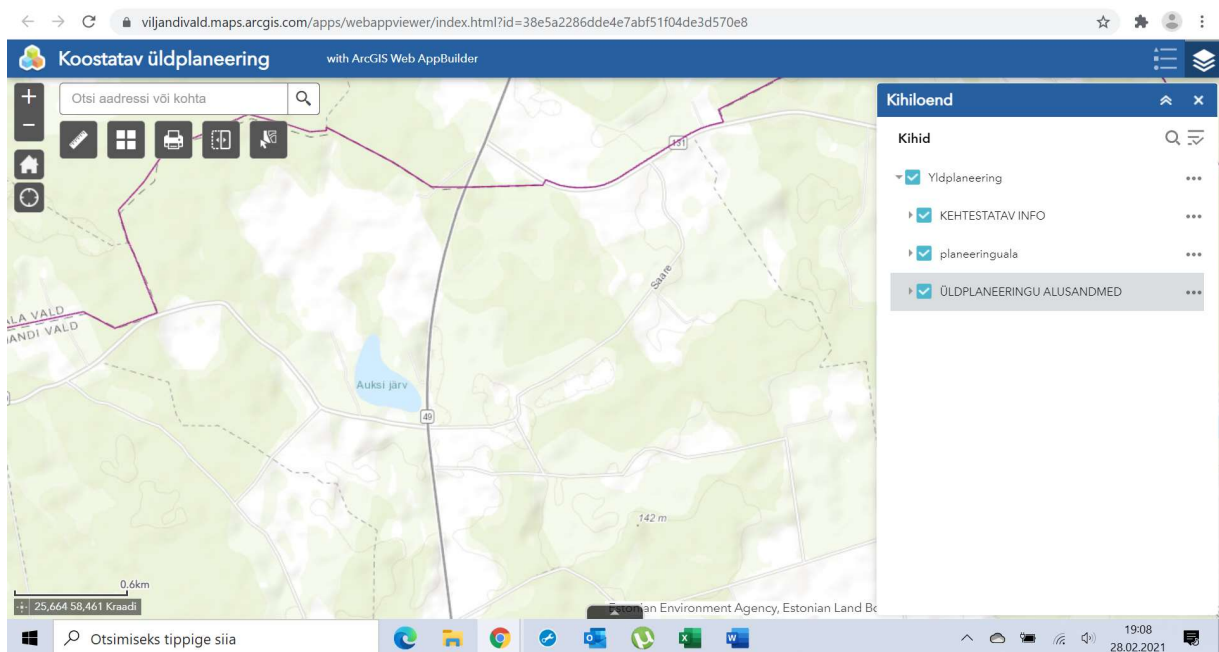 viljandivald.maps.arcgis.com/apps/webappviewer/index.html?id=38e5a2286dde4e7abf51f04de3d570e8
Koostatav üldplaneering with ArcGIS Web AppBuilder
Otsi aadressi või kohta
Kihiloend
Kihid
Yldplaneering
KEHTESTATAV INFO
planeeringuala
ÜLDPLANEERINGU ALUSANDMED
131
Saare
LA VALD
ANDI VALD
Auksi järv
49
142 m
0.6km
25,664 58,461 Kraadi
Estonian Environment Agency, Estonian Land Bo
Otsimiseks tippige siia
19:08
28.02.2021